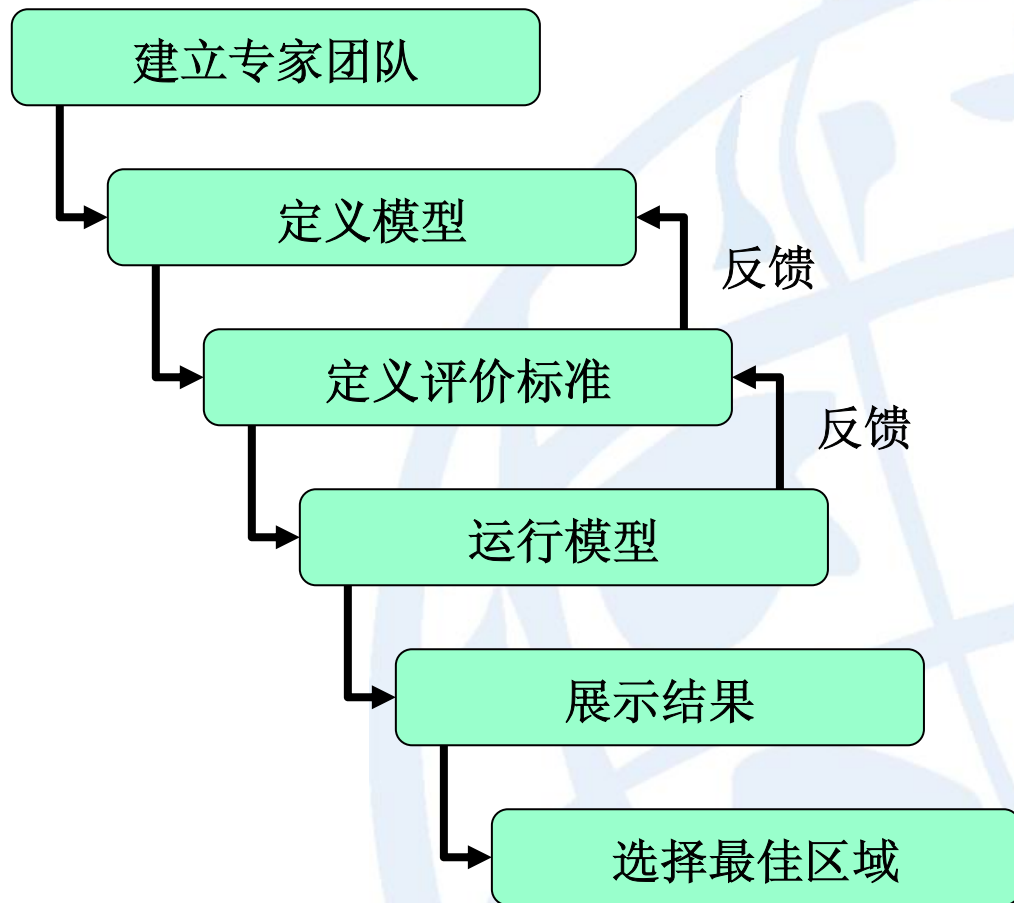 建立专家团队
定义模型
反馈
定义评价标准
反馈
运行模型
展示结果
选择最佳区域